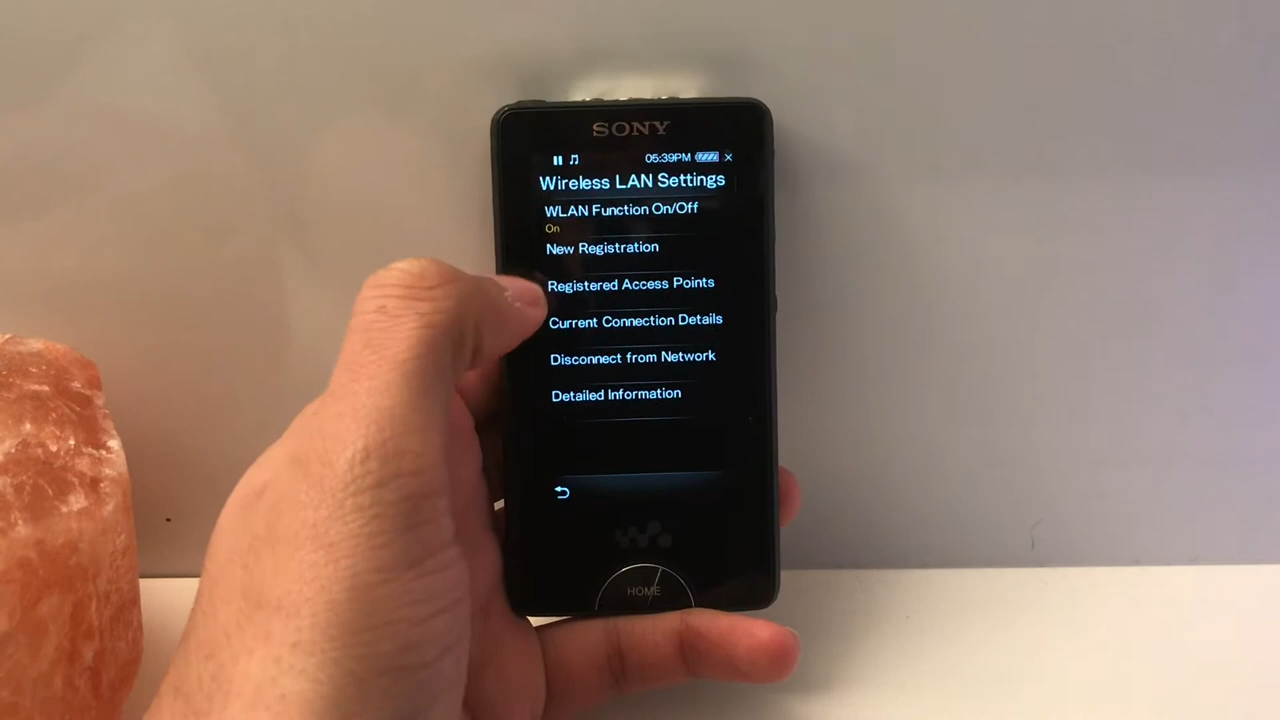 SONY
05:39PM
Wireless LAN Settings
WLAN Function On/Off
On
New Registration
Registered Access Points
Current Connection Details
Disconnect from Network
Detailed Information
HOME